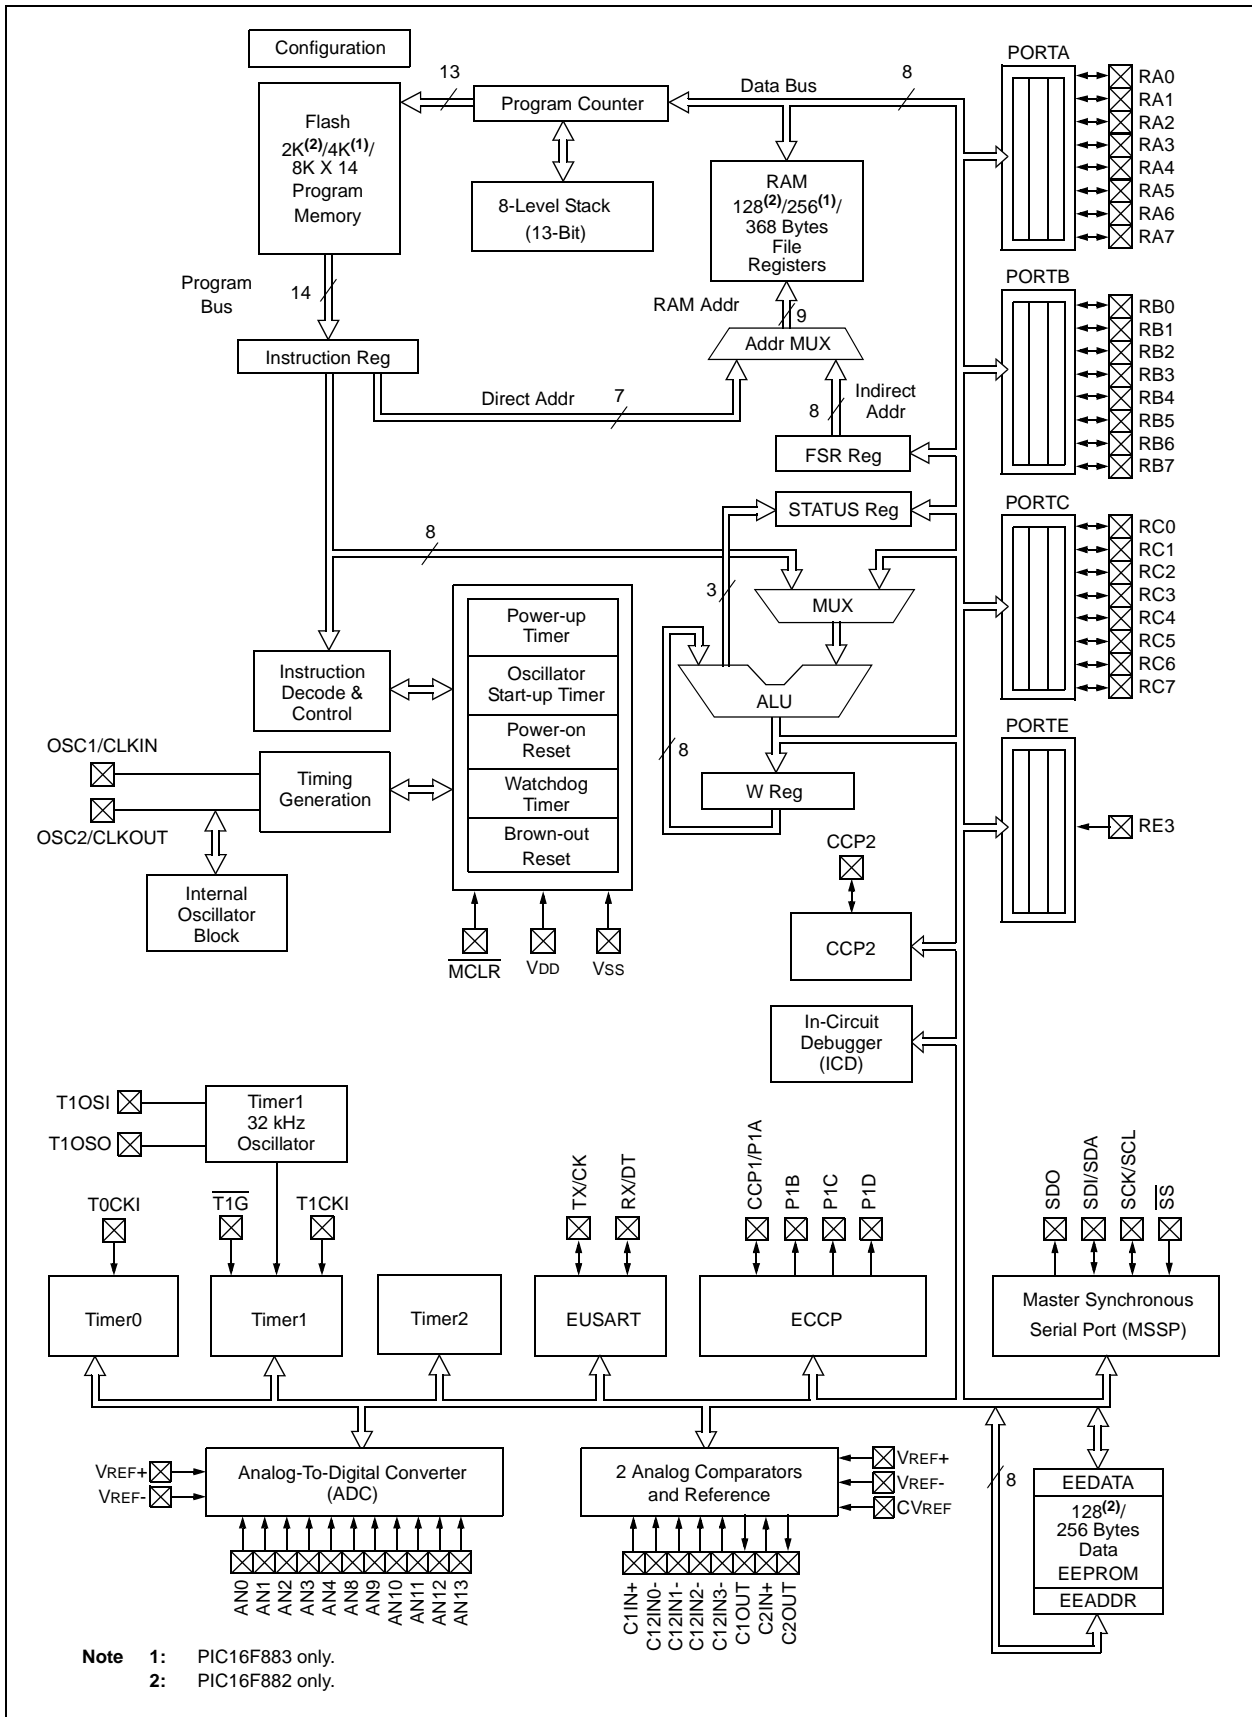 Configuration
13
Program Counter
Data Bus
8
PORTA
RA0
RA1
RA2
RA3
RA4
RA5
RA6
RA7
Flash
2K(2)/4K(1)/
8K X 14
Program
Memory
8-Level Stack
(13-Bit)
RAM
128(2)/256(1)/
368 Bytes
File
Registers
Program
Bus
14
RAM Addr
9
PORTB
RB0
RB1
RB2
RB3
RB4
RB5
RB6
RB7
Instruction Reg
Addr MUX
Direct Addr
7
8
Indirect
Addr
FSR Reg
STATUS Reg
PORTC
RC0
RC1
RC2
RC3
RC4
RC5
RC6
RC7
8
3
MUX
Power-up
Timer
Oscillator
Start-up Timer
Power-on
Reset
Watchdog
Timer
Brown-out
Reset
Instruction
Decode &
Control
ALU
8
W Reg
PORTE
RE3
OSC1/CLKIN
OSC2/CLKOUT
Timing
Generation
Internal
Oscillator
Block
MCLR
VDD
VSS
CCP2
CCP2
In-Circuit
Debugger
(ICD)
T1OSI
T1OSO
Timer1
32 kHz
Oscillator
T0CKI
T1G
T1CKI
TX/CK
RX/DT
CCP1/P1A
P1B
P1C
P1D
SDO
SDI/SDA
SCK/SCL
SS
Timer0
Timer1
Timer2
EUSART
ECCP
Master Synchronous
Serial Port (MSSP)
VREF+
VREF-
Analog-To-Digital Converter
(ADC)
2 Analog Comparators
and Reference
VREF+
VREF-
CVREF
8
EEDATA
128(2)/
256 Bytes
Data
EEPROM
EEADDR
AN0
AN1
AN2
AN3
AN4
AN8
AN9
AN10
AN11
AN12
AN13
C1IN+
C12IN0-
C12IN1-
C12IN2-
C12IN3-
C1OUT
C2IN+
C2OUT
Note 1: PIC16F883 only.
2: PIC16F882 only.